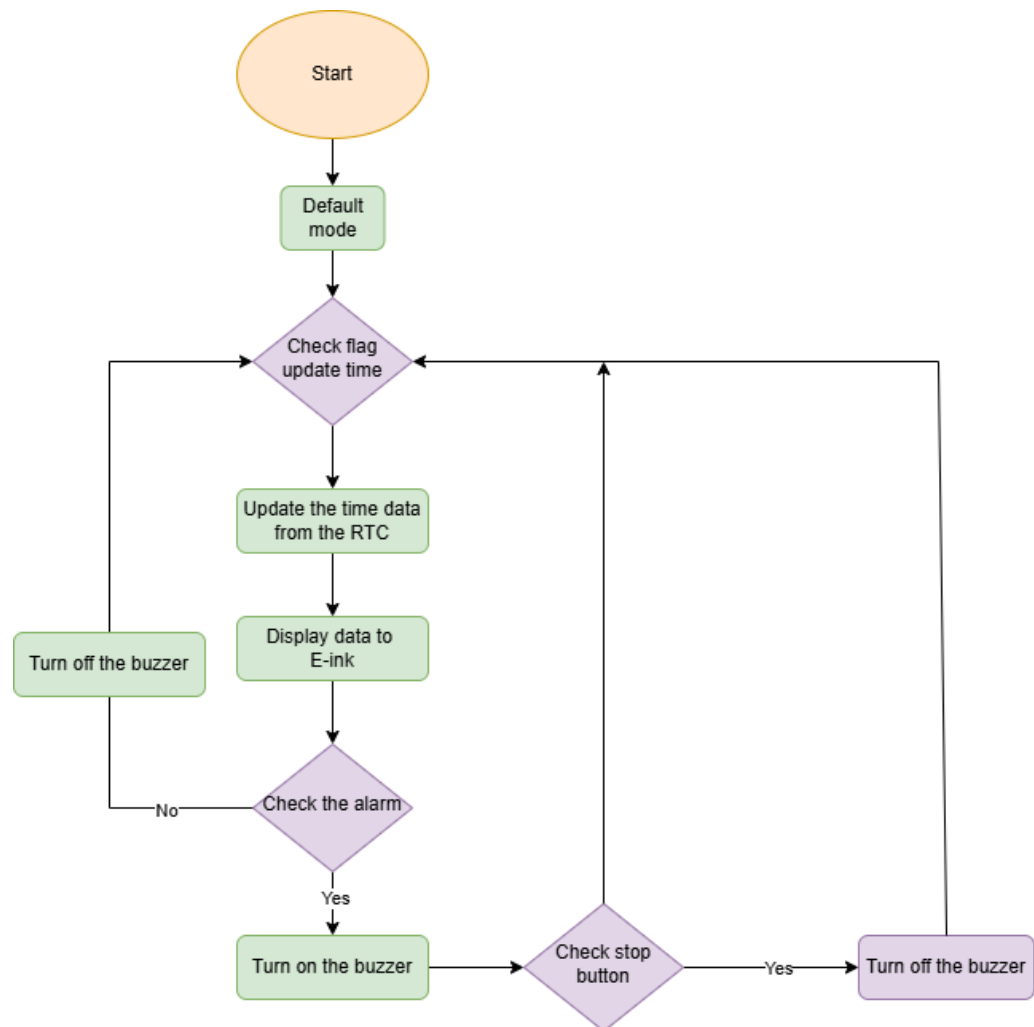 Start
Default
mode
Check flag
update time
Update the time data
from the RTC
Display data to
E-ink
Turn off the buzzer
Check the alarm
No
Yes
Turn on the buzzer
Check stop
button
Yes
Turn off the buzzer